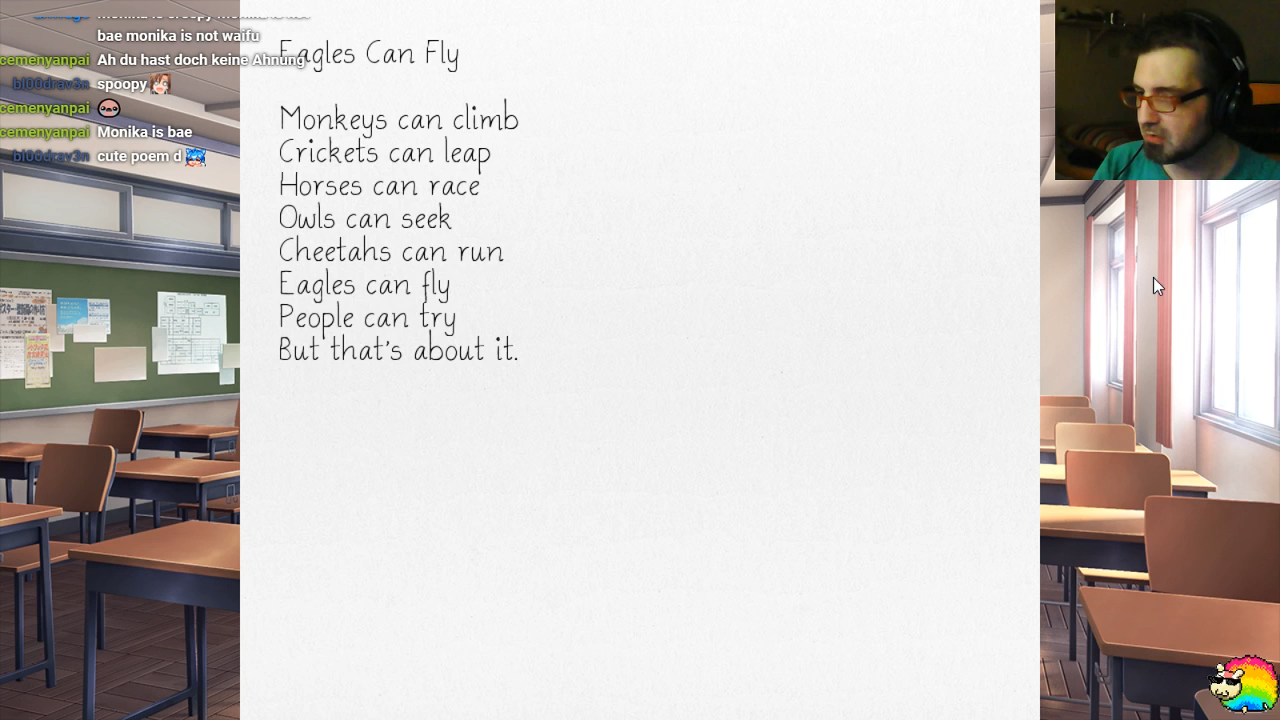 bae monika is not waifu
cemenyanpai Ah du hast doch keine Ahnung
bl00drav3n spoopy
cemenyanpai
cemenyanpai Monika is bae
bl00drav3n cute poem d
Eagles Can Fly
Monkeys can climb
Crickets can leap
Horses can race
Owls can seek
Cheetahs can run
Eagles can fly
People can try
But that's about it.